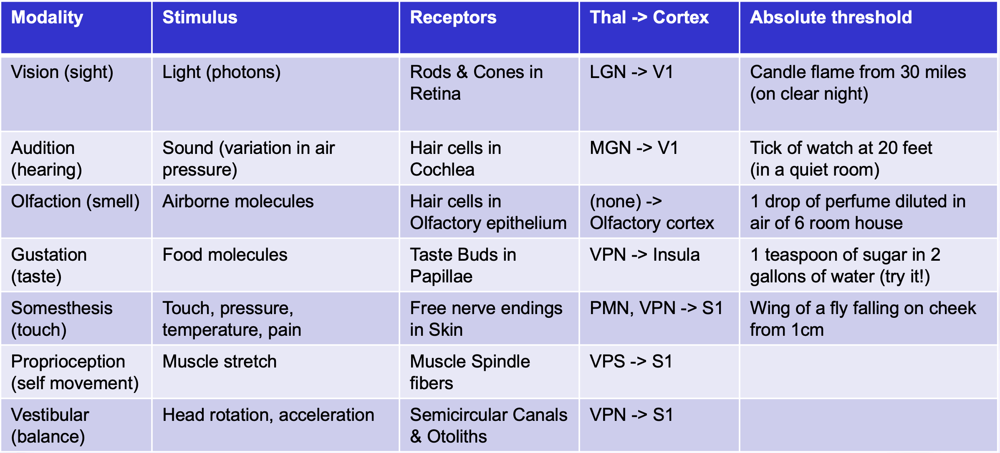 Modality
Stimulus
Receptors
Thal -> Cortex
Absolute threshold
Vision (sight)
Light (photons)
Rods & Cones in
Retina
LGN -> V1
Candle flame from 30 miles
(on clear night)
Audition
(hearing)
Sound (variation in air
pressure)
Hair cells in
Cochlea
MGN -> V1
Tick of watch at 20 feet
(in a quiet room)
Olfaction (smell)
Airborne molecules
Hair cells in
Olfactory epithelium
(none) ->
Olfactory cortex
1 drop of perfume diluted in
air of 6 room house
Gustation
(taste)
Food molecules
Taste Buds in
Papillae
VPN -> Insula
1 teaspoon of sugar in 2
gallons of water (try it!)
Somesthesis
(touch)
Touch, pressure,
temperature, pain
Free nerve endings
in Skin
PMN, VPN -> S1
Wing of a fly falling on cheek
from 1cm
Proprioception
(self movement)
Muscle stretch
Muscle Spindle
fibers
VPS -> S1
Vestibular
(balance)
Head rotation, acceleration
Semicircular Canals
& Otoliths
VPN -> S1